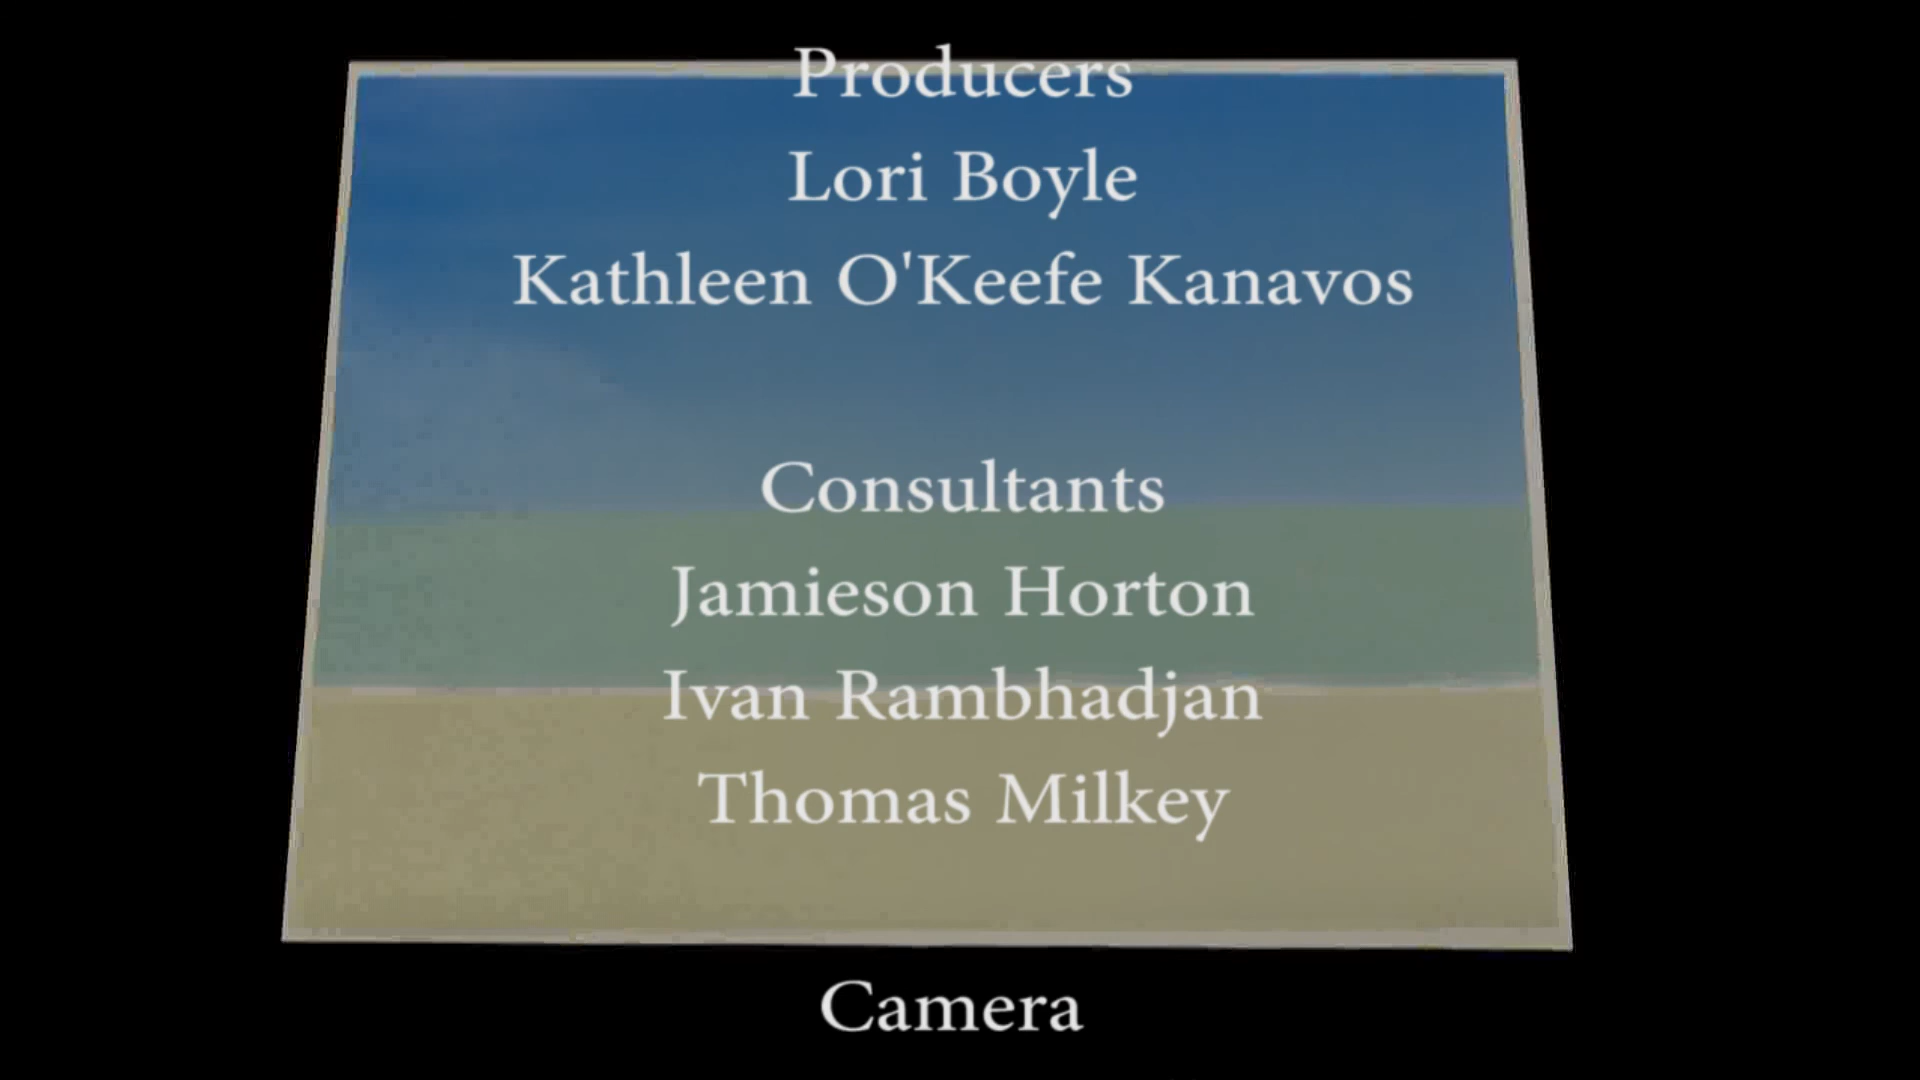 Producers
Lori Boyle
Kathleen O'Keefe Kanavos
Consultants
Jamieson Horton
Ivan Rambhadjan
Thomas Milkey
Camera